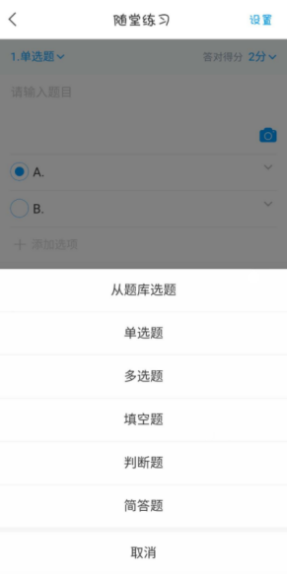 随堂练习 设置
1.单选题 答对得分 2分
请输入题目
A.
B.
添加选项
从题库选题
单选题
多选题
填空题
判断题
简答题
取消